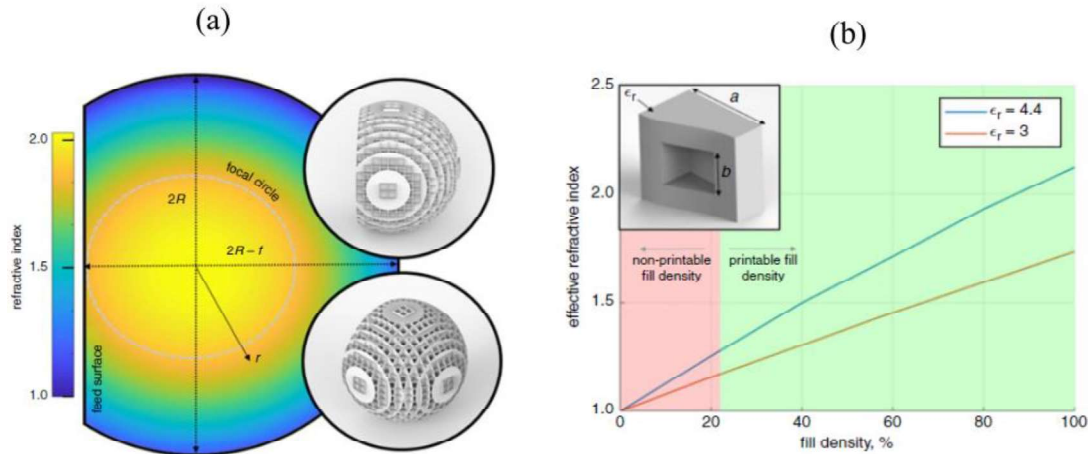 (a)
2.0
1.5
1.0
refractive index
feed surface
focal circle
2R
2R – f
r
(b)
2.5
2.0
1.5
1.0
effective refractive index
ϵr
a
b
ϵr = 4.4
ϵr = 3
non-printable
fill density
printable fill
density
0
20
40
60
80
100
fill density, %